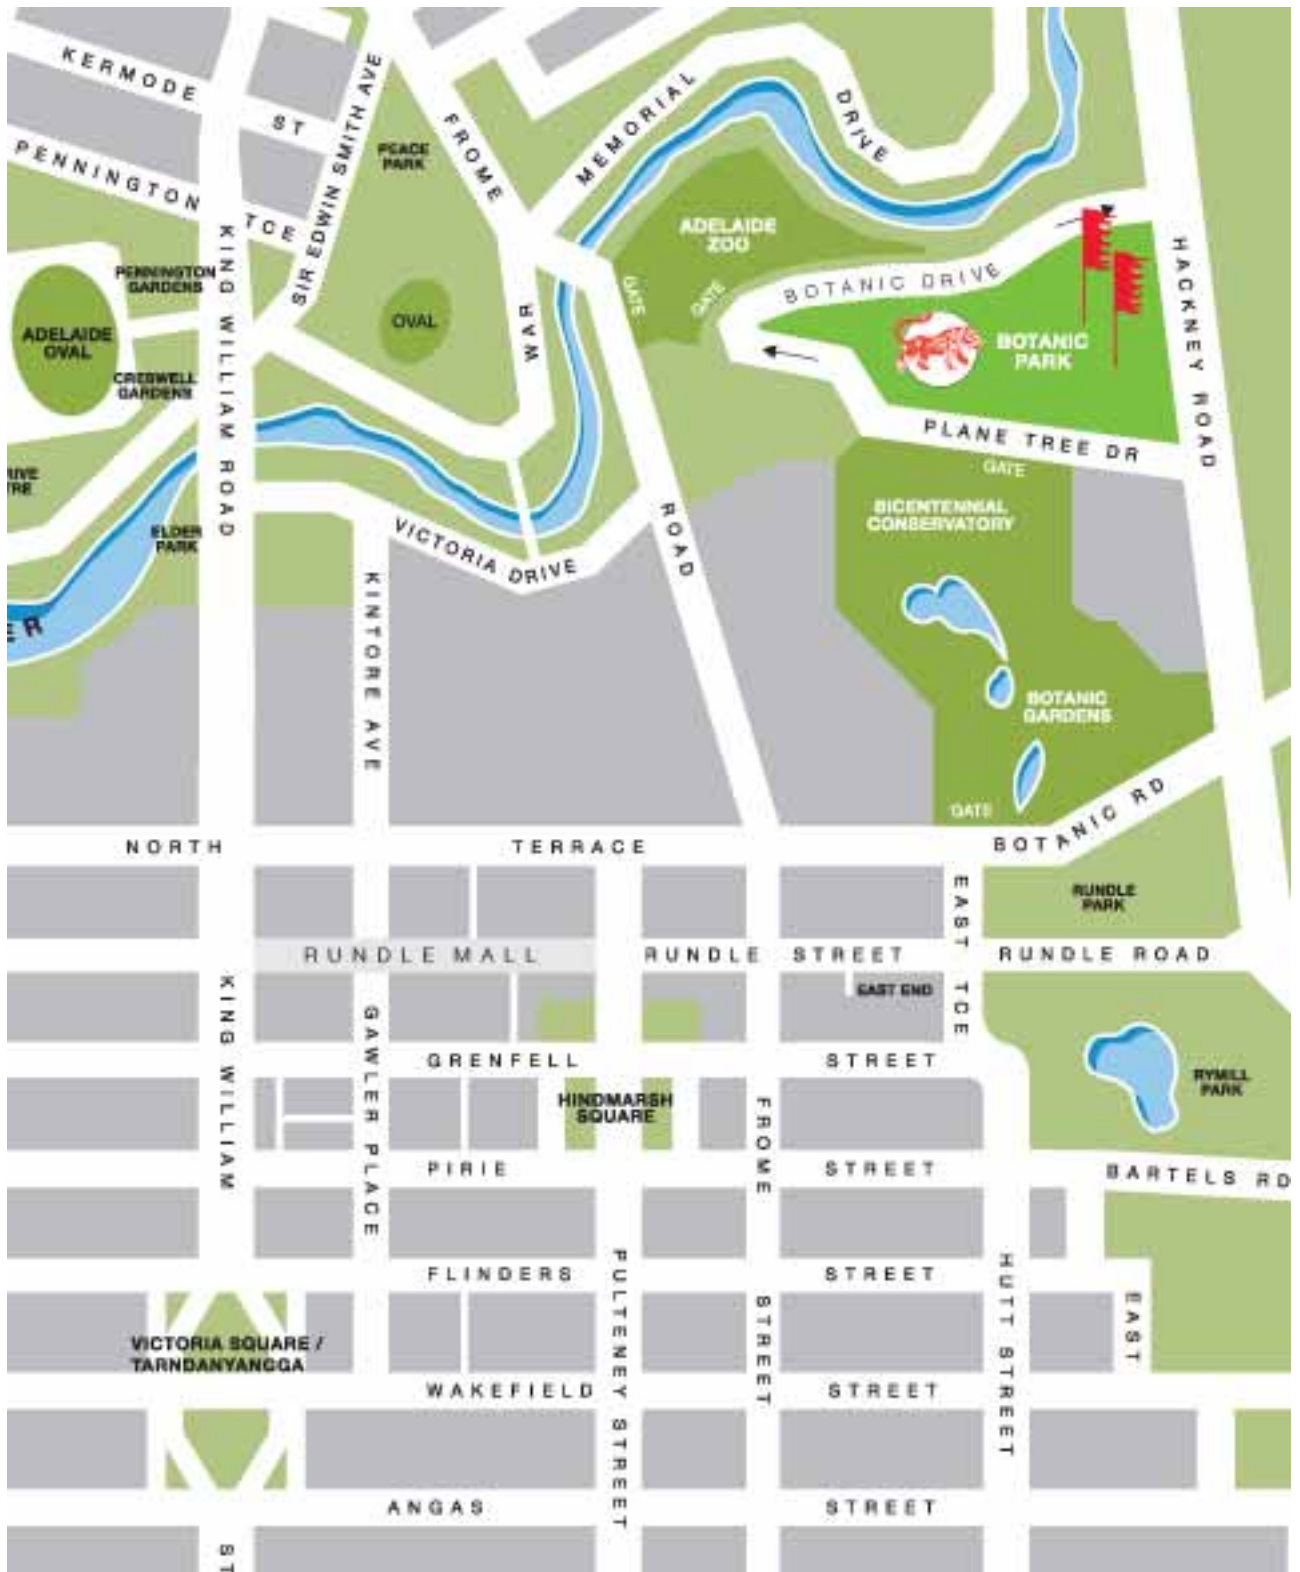 KERMODE
ST
SIR EDWIN SMITH AVE
PEACE
PARK
FROME
MEMORIAL
DRIVE
PENNINGTON
TCE
ADELAIDE
ZOO
GATE
GATE
BOTANIC DRIVE
PENNINGTON
GARDENS
KING WILLIAM ROAD
ADELAIDE
OVAL
OVAL
WAR
BOTANIC
PARK
HACKNEY ROAD
CRESWELL
GARDENS
PLANE TREE DR
GATE
RIVE
TRE
ELDER
PARK
VICTORIA DRIVE
ROAD
BICENTENNIAL
CONSERVATORY
ER
KINTORE AVE
BOTANIC
GARDENS
GATE
BOTANIC RD
NORTH
TERRACE
EAST TCE
RUNDLE
PARK
RUNDLE MALL
RUNDLE STREET
RUNDLE ROAD
EAST END
KING WILLIAM
GAWLER PLACE
GRENFELL
STREET
HINDMARSH
SQUARE
FROME
RYMILL
PARK
PIRIE
STREET
BARTELS RD
FLINDERS
STREET
PULTENEY STREET
STREET
HUTT STREET
EAST
VICTORIA SQUARE /
TARNDANYANGGA
WAKEFIELD
STREET
ANGAS
STREET
ST